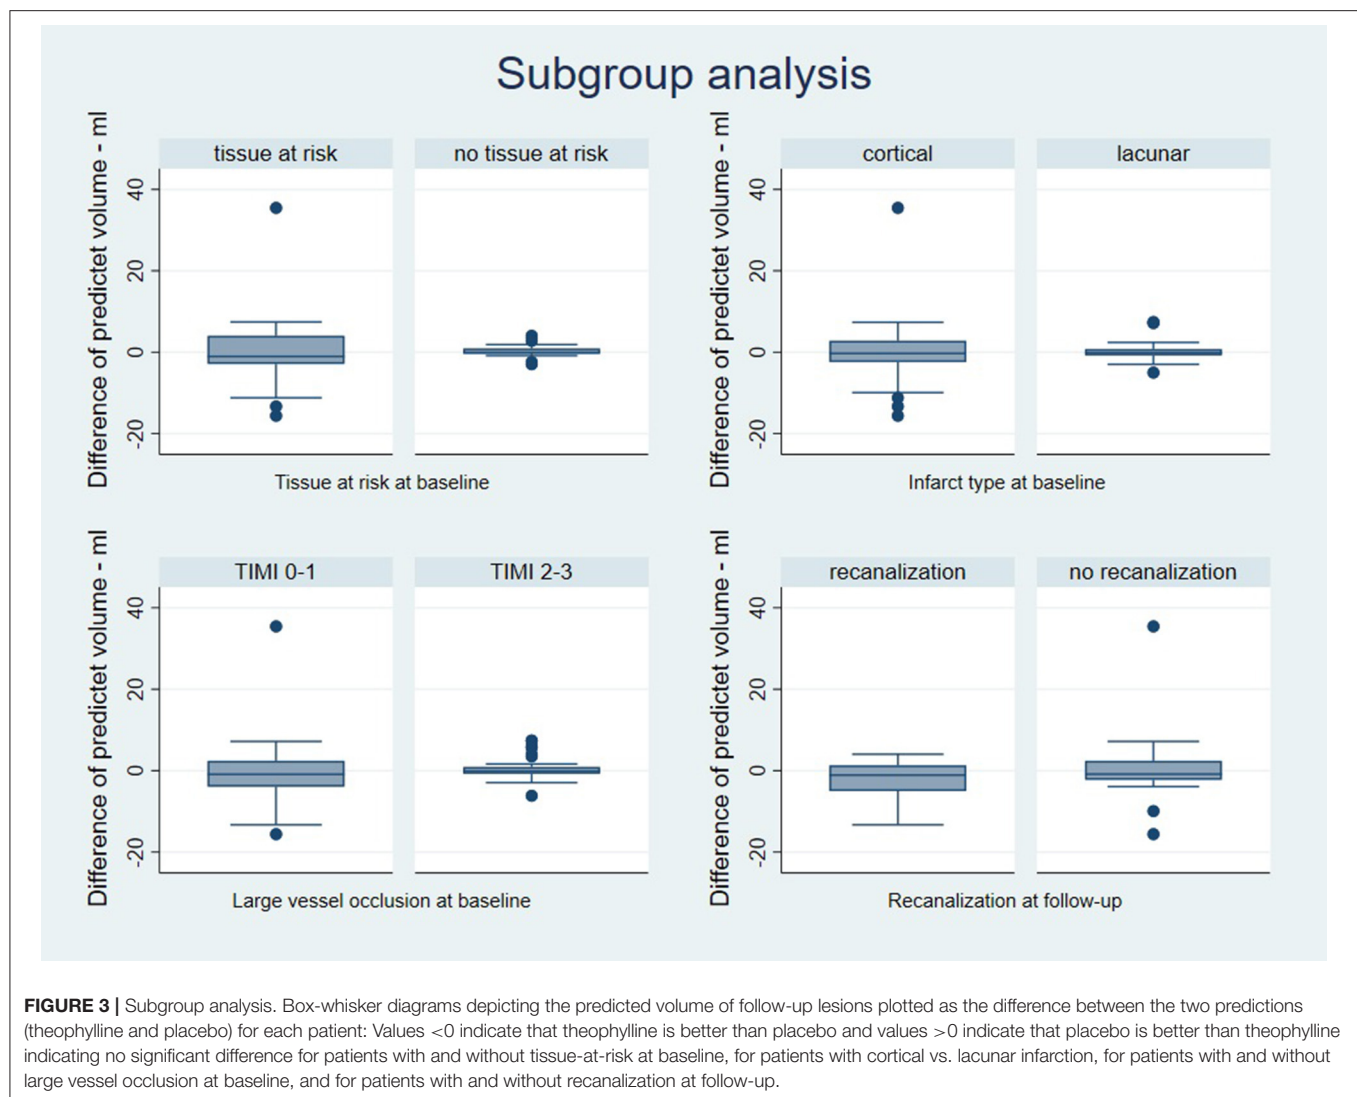 Subgroup analysis
Difference of predictet volume - ml
40
20
0
-20
tissue at risk
no tissue at risk
Tissue at risk at baseline
Difference of predictet volume - ml
40
20
0
-20
cortical
lacunar
Infarct type at baseline
Difference of predictet volume - ml
40
20
0
-20
TIMI 0-1
TIMI 2-3
Large vessel occlusion at baseline
Difference of predictet volume - ml
40
20
0
-20
recanalization
no recanalization
Recanalization at follow-up
FIGURE 3 | Subgroup analysis. Box-whisker diagrams depicting the predicted volume of follow-up lesions plotted as the difference between the two predictions
(theophylline and placebo) for each patient: Values <0 indicate that theophylline is better than placebo and values >0 indicate that placebo is better than theophylline
indicating no significant difference for patients with and without tissue-at-risk at baseline, for patients with cortical vs. lacunar infarction, for patients with and without
large vessel occlusion at baseline, and for patients with and without recanalization at follow-up.